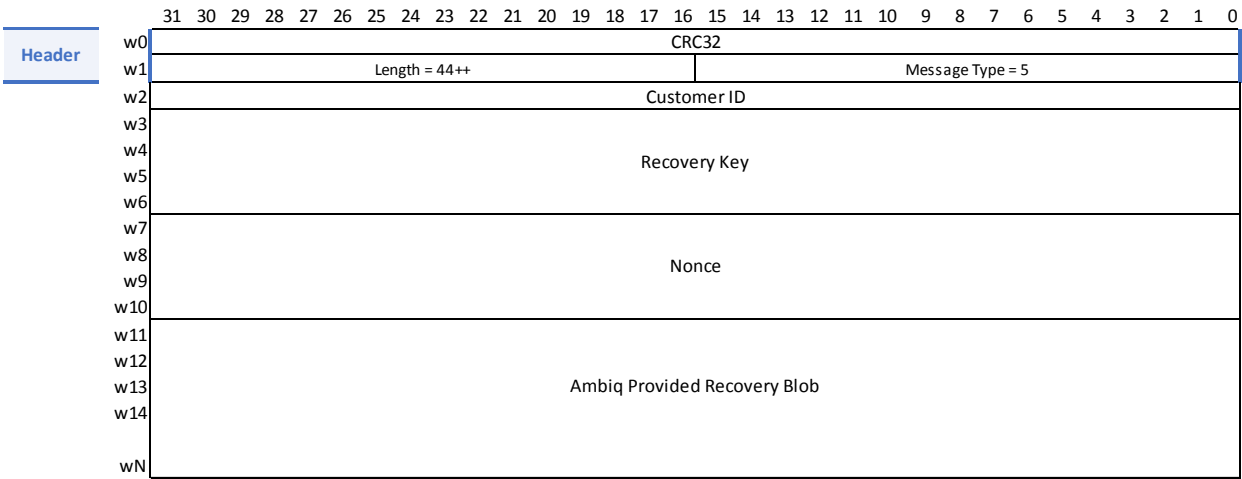 31 30 29 28 27 26 25 24 23 22 21 20 19 18 17 16 15 14 13 12 11 10 9 8 7 6 5 4 3 2 1 0
Header
w0 CRC32
w1 Length = 44++ Message Type = 5
w2 Customer ID
w3
w4
Recovery Key
w5
w6
w7
w8
Nonce
w9
w10
w11
w12
w13 Ambiq Provided Recovery Blob
w14
wN